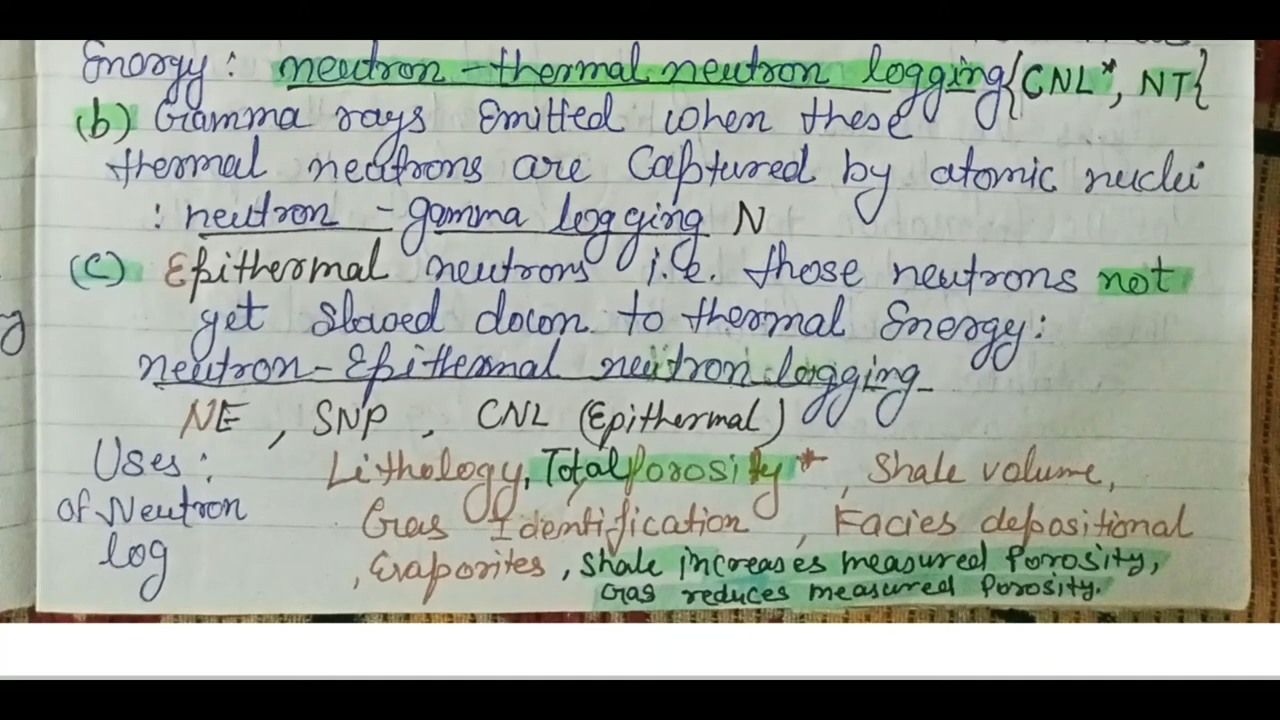 Energy: neutron-thermal neutron logging{CNL*, NT{
(b) Gamma rays Emitted when these
thermal neutrons are Captured by atomic nuclei
: neutron - gamma logging N
(c) Epithermal neutrons i.e. those neutrons not
yet slowed down to thermal Energy:
neutron-Epithermal neutron logging
NE, SNP, CNL (Epithermal)
Uses: Lithology, Total porosity*, Shale volume,
of Neutron Gas Identification, Facies depositional
log , Evaporites, Shale increases measured Porosity,
Gas reduces measured Porosity.
y